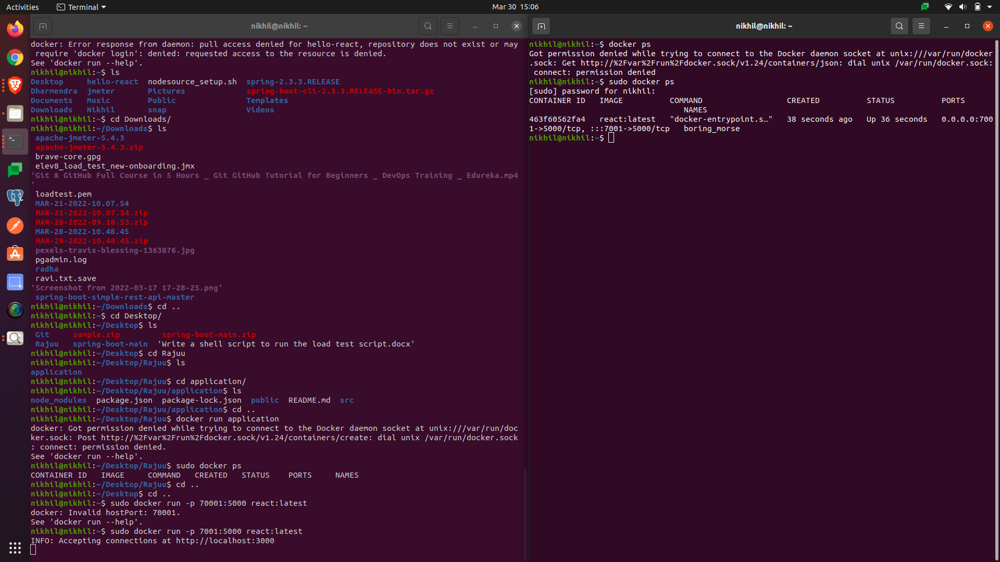 Activities
Terminal
Mar 30 15:06
nikhil@nikhil: ~
docker: Error response from daemon: pull access denied for hello-react, repository does not exist or may
 require 'docker login': denied: requested access to the resource is denied.
See 'docker run --help'.
nikhil@nikhil:~$ ls
Desktop hello-react nodesource_setup.sh spring-2.3.3.RELEASE
Dharmendra jmeter Pictures spring-boot-cli-2.3.3.RELEASE-bin.tar.gz
Documents Music Public Templates
Downloads Nikhil snap Videos
nikhil@nikhil:~$ cd Downloads/
nikhil@nikhil:~/Downloads$ ls
apache-jmeter-5.4.3
apache-jmeter-5.4.3.zip
brave-core.gpg
elev8_load_test_new-onboarding.jmx
'Git & GitHub Full Course in 5 Hours _ Git GitHub Tutorial for Beginners _ DevOps Training _ Edureka.mp4
'
loadtest.pem
MAR-21-2022-10.07.54
MAR-21-2022-10.07.54.zip
MAR-26-2022-09.18.53.zip
MAR-28-2022-10.48.45
MAR-28-2022-10.48.45.zip
pexels-travis-blessing-1363876.jpg
pgadmin.log
radha
ravi.txt.save
'Screenshot from 2022-03-17 17-28-25.png'
spring-boot-simple-rest-api-master
nikhil@nikhil:~/Downloads$ cd ..
nikhil@nikhil:~$ cd Desktop/
nikhil@nikhil:~/Desktop$ ls
Git sample.zip spring-boot-main.zip
Rajuu spring-boot-main 'Write a shell script to run the load test script.docx'
nikhil@nikhil:~/Desktop$ cd Rajuu
nikhil@nikhil:~/Desktop/Rajuu$ ls
application
nikhil@nikhil:~/Desktop/Rajuu$ cd application/
nikhil@nikhil:~/Desktop/Rajuu/application$ ls
node_modules package.json package-lock.json public README.md src
nikhil@nikhil:~/Desktop/Rajuu/application$ cd ..
nikhil@nikhil:~/Desktop/Rajuu$ docker run application
docker: Got permission denied while trying to connect to the Docker daemon socket at unix:///var/run/doc
ker.sock: Post http://%2Fvar%2Frun%2Fdocker.sock/v1.24/containers/create: dial unix /var/run/docker.sock
: connect: permission denied.
See 'docker run --help'.
nikhil@nikhil:~/Desktop/Rajuu$ sudo docker ps
CONTAINER ID IMAGE COMMAND CREATED STATUS PORTS NAMES
nikhil@nikhil:~/Desktop/Rajuu$ cd ..
nikhil@nikhil:~/Desktop$ cd ..
nikhil@nikhil:~$ sudo docker run -p 70001:5000 react:latest
docker: Invalid hostPort: 70001.
See 'docker run --help'.
nikhil@nikhil:~$ sudo docker run -p 7001:5000 react:latest
INFO: Accepting connections at http://localhost:3000
nikhil@nikhil: ~
nikhil@nikhil:~$ docker ps
Got permission denied while trying to connect to the Docker daemon socket at unix:///var/run/docker
.sock: Get http://%2Fvar%2Frun%2Fdocker.sock/v1.24/containers/json: dial unix /var/run/docker.sock:
 connect: permission denied
nikhil@nikhil:~$ sudo docker ps
[sudo] password for nikhil:
CONTAINER ID IMAGE COMMAND CREATED STATUS PORTS
NAMES
463f60562fa4 react:latest "docker-entrypoint.s…" 38 seconds ago Up 36 seconds 0.0.0.0:700
1->5000/tcp, :::7001->5000/tcp boring_morse
nikhil@nikhil:~$